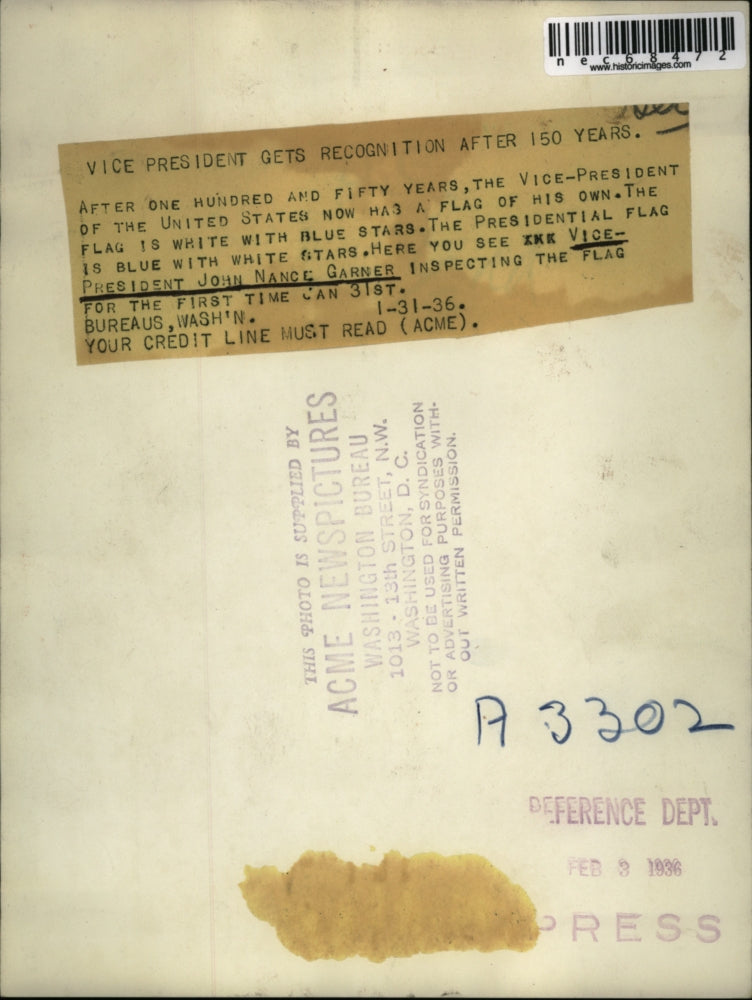 nec68472
www.historicimages.com
VICE PRESIDENT GETS RECOGNITION AFTER 150 YEARS.
AFTER ONE HUNDRED AND FIFTY YEARS,THE VICE-PRESIDENT
OF THE UNITED STATES NOW HAS A FLAG OF HIS OWN.THE
FLAG IS WHITE WITH BLUE STARS.THE PRESIDENTIAL FLAG
IS BLUE WITH WHITE STARS.HERE YOU SEE XXX VICE-
PRESIDENT JOHN NANCE GARNER INSPECTING THE FLAG
FOR THE FIRST TIME JAN 31ST.
BUREAUS,WASH'N. 1-31-36.
YOUR CREDIT LINE MUST READ (ACME).
THIS PHOTO IS SUPPLIED BY
ACME NEWSPICTURES
WASHINGTON BUREAU
1013 - 13th STREET, N.W.
WASHINGTON, D. C.
NOT TO BE USED FOR SYNDICATION
OR ADVERTISING PURPOSES WITH-
OUT WRITTEN PERMISSION.
A 3302
REFERENCE DEPT.
FEB 3 1936
PRESS